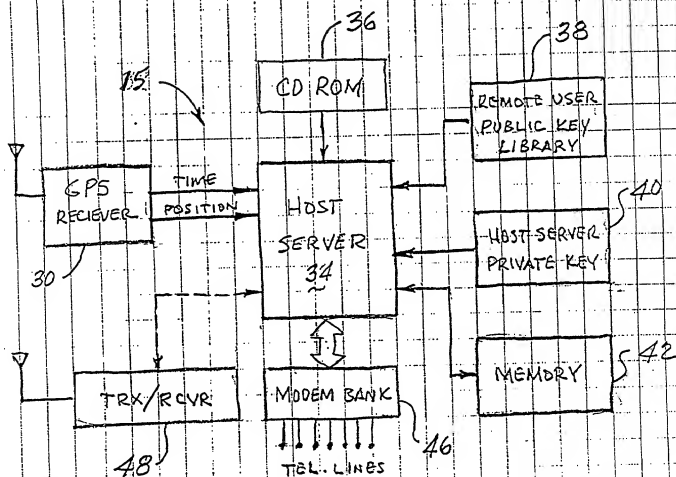 36
CD ROM
15
38
REMOTE USER
PUBLIC KEY
LIBRARY
GPS
RECIEVER
30
TIME
POSITION
HOST
SERVER
34
40
HOST SERVER
PRIVATE KEY
MEMORY
42
TRX/RCVR
48
MODEM BANK
46
TEL. LINES